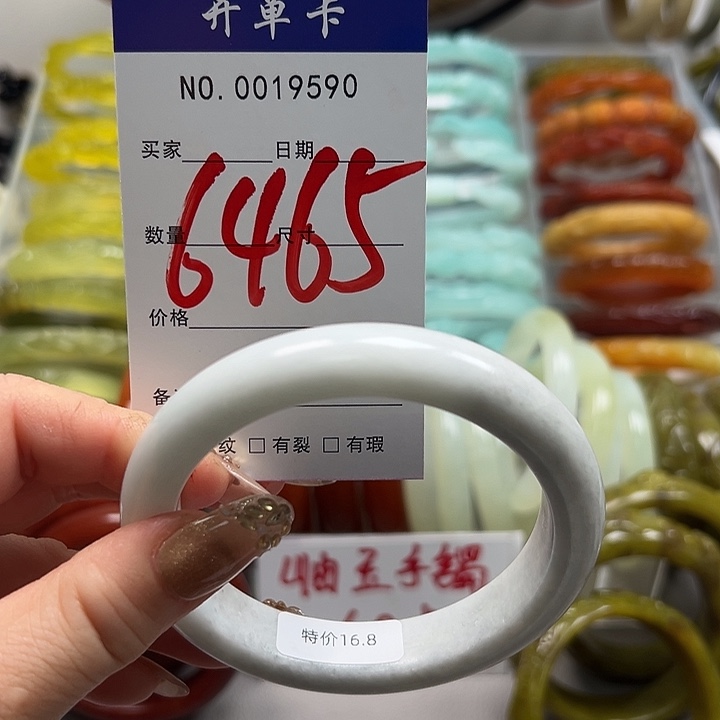 开单卡
NO.0019590
买家 日期
6465
数量 尺寸
价格
备
纹 □ 有裂 □ 有瑕
岫玉手镯
特价16.8